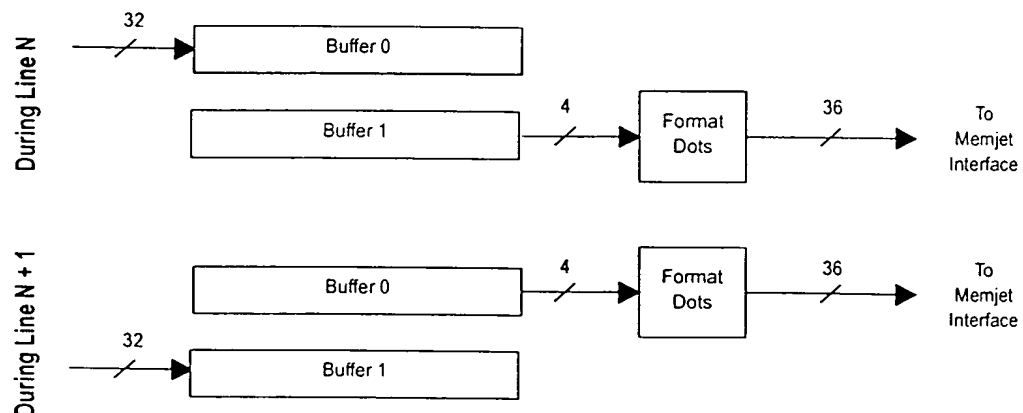 During Line N
32
Buffer 0
Buffer 1
4
Format
Dots
36
To
Memjet
Interface
During Line N + 1
Buffer 0
4
Format
Dots
36
To
Memjet
Interface
32
Buffer 1